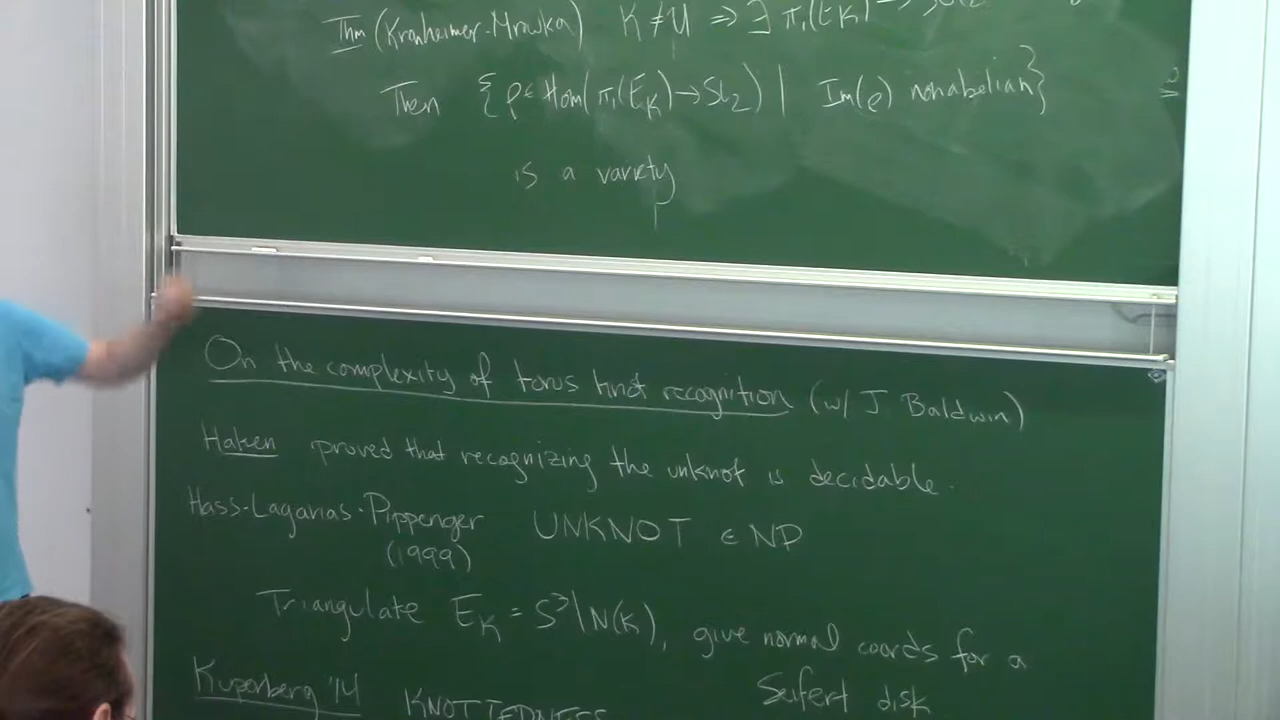 Thm (Kronheimer-Mrowka) K ≠ U ⇒ ∃ π₁(E_K) → SL₂
Then {ρ ∈ Hom(π₁(E_K) → SL₂) | Im(ρ) nonabelian}
is a variety
On the complexity of torus knot recognition (w/ J Baldwin)
Haken proved that recognizing the unknot is decidable.
Hass-Lagarias-Pippenger UNKNOT ∈ NP
(1999)
Triangulate E_K = S³\N(K), give normal coords for a
Seifert disk
Kuperberg '14 KNOTTEDNESS